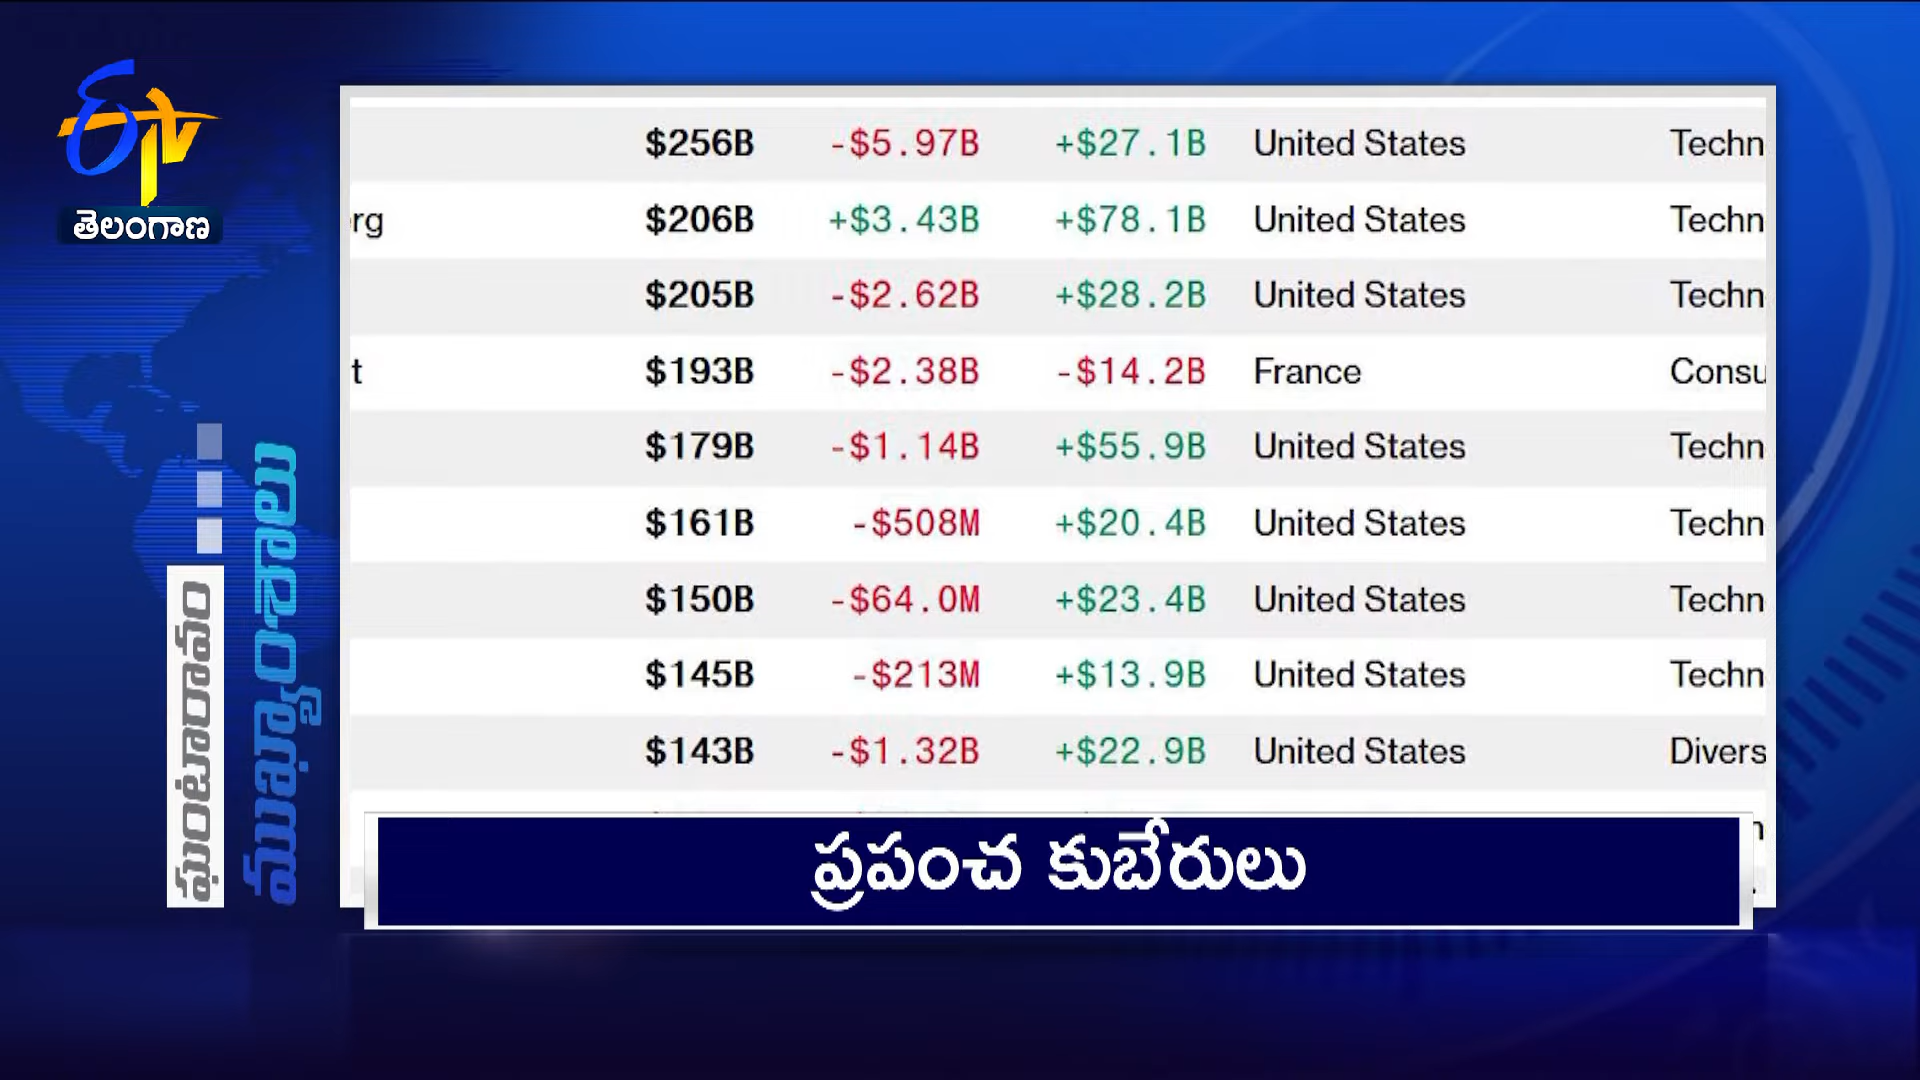 ETV
తెలంగాణ
$256B -$5.97B +$27.1B United States Techn
rg $206B +$3.43B +$78.1B United States Techn
$205B -$2.62B +$28.2B United States Techn
t $193B -$2.38B -$14.2B France Consu
$179B -$1.14B +$55.9B United States Techn
$161B -$508M +$20.4B United States Techn
$150B -$64.0M +$23.4B United States Techn
$145B -$213M +$13.9B United States Techn
$143B -$1.32B +$22.9B United States Divers
ప్రపంచ కుబేరులు
ఘంటారావం
ముఖ్యాంశాలు